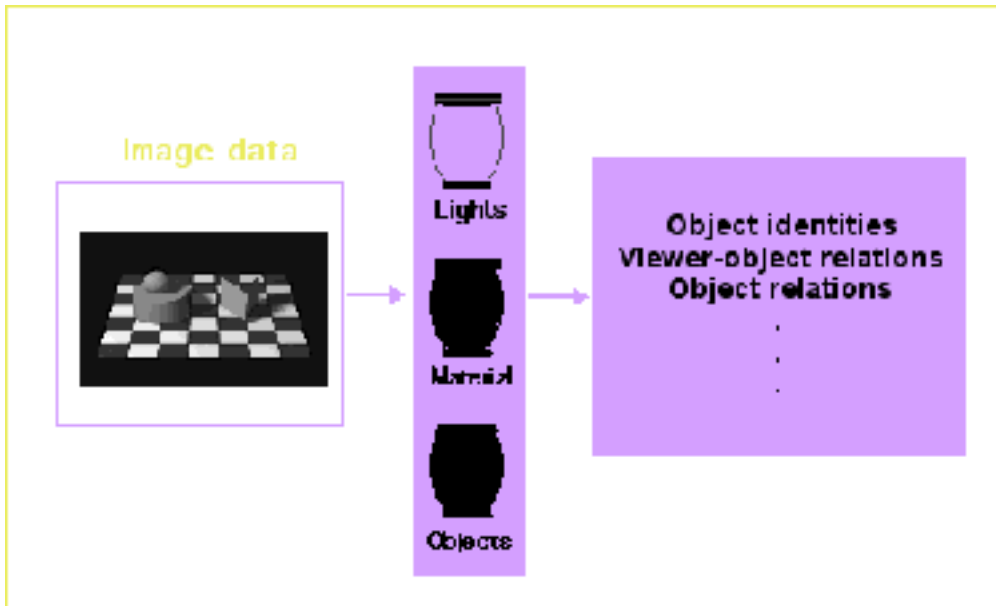 Image data
Lights
Material
Objects
Object identities
Viewer-object relations
Object relations
.
.
.